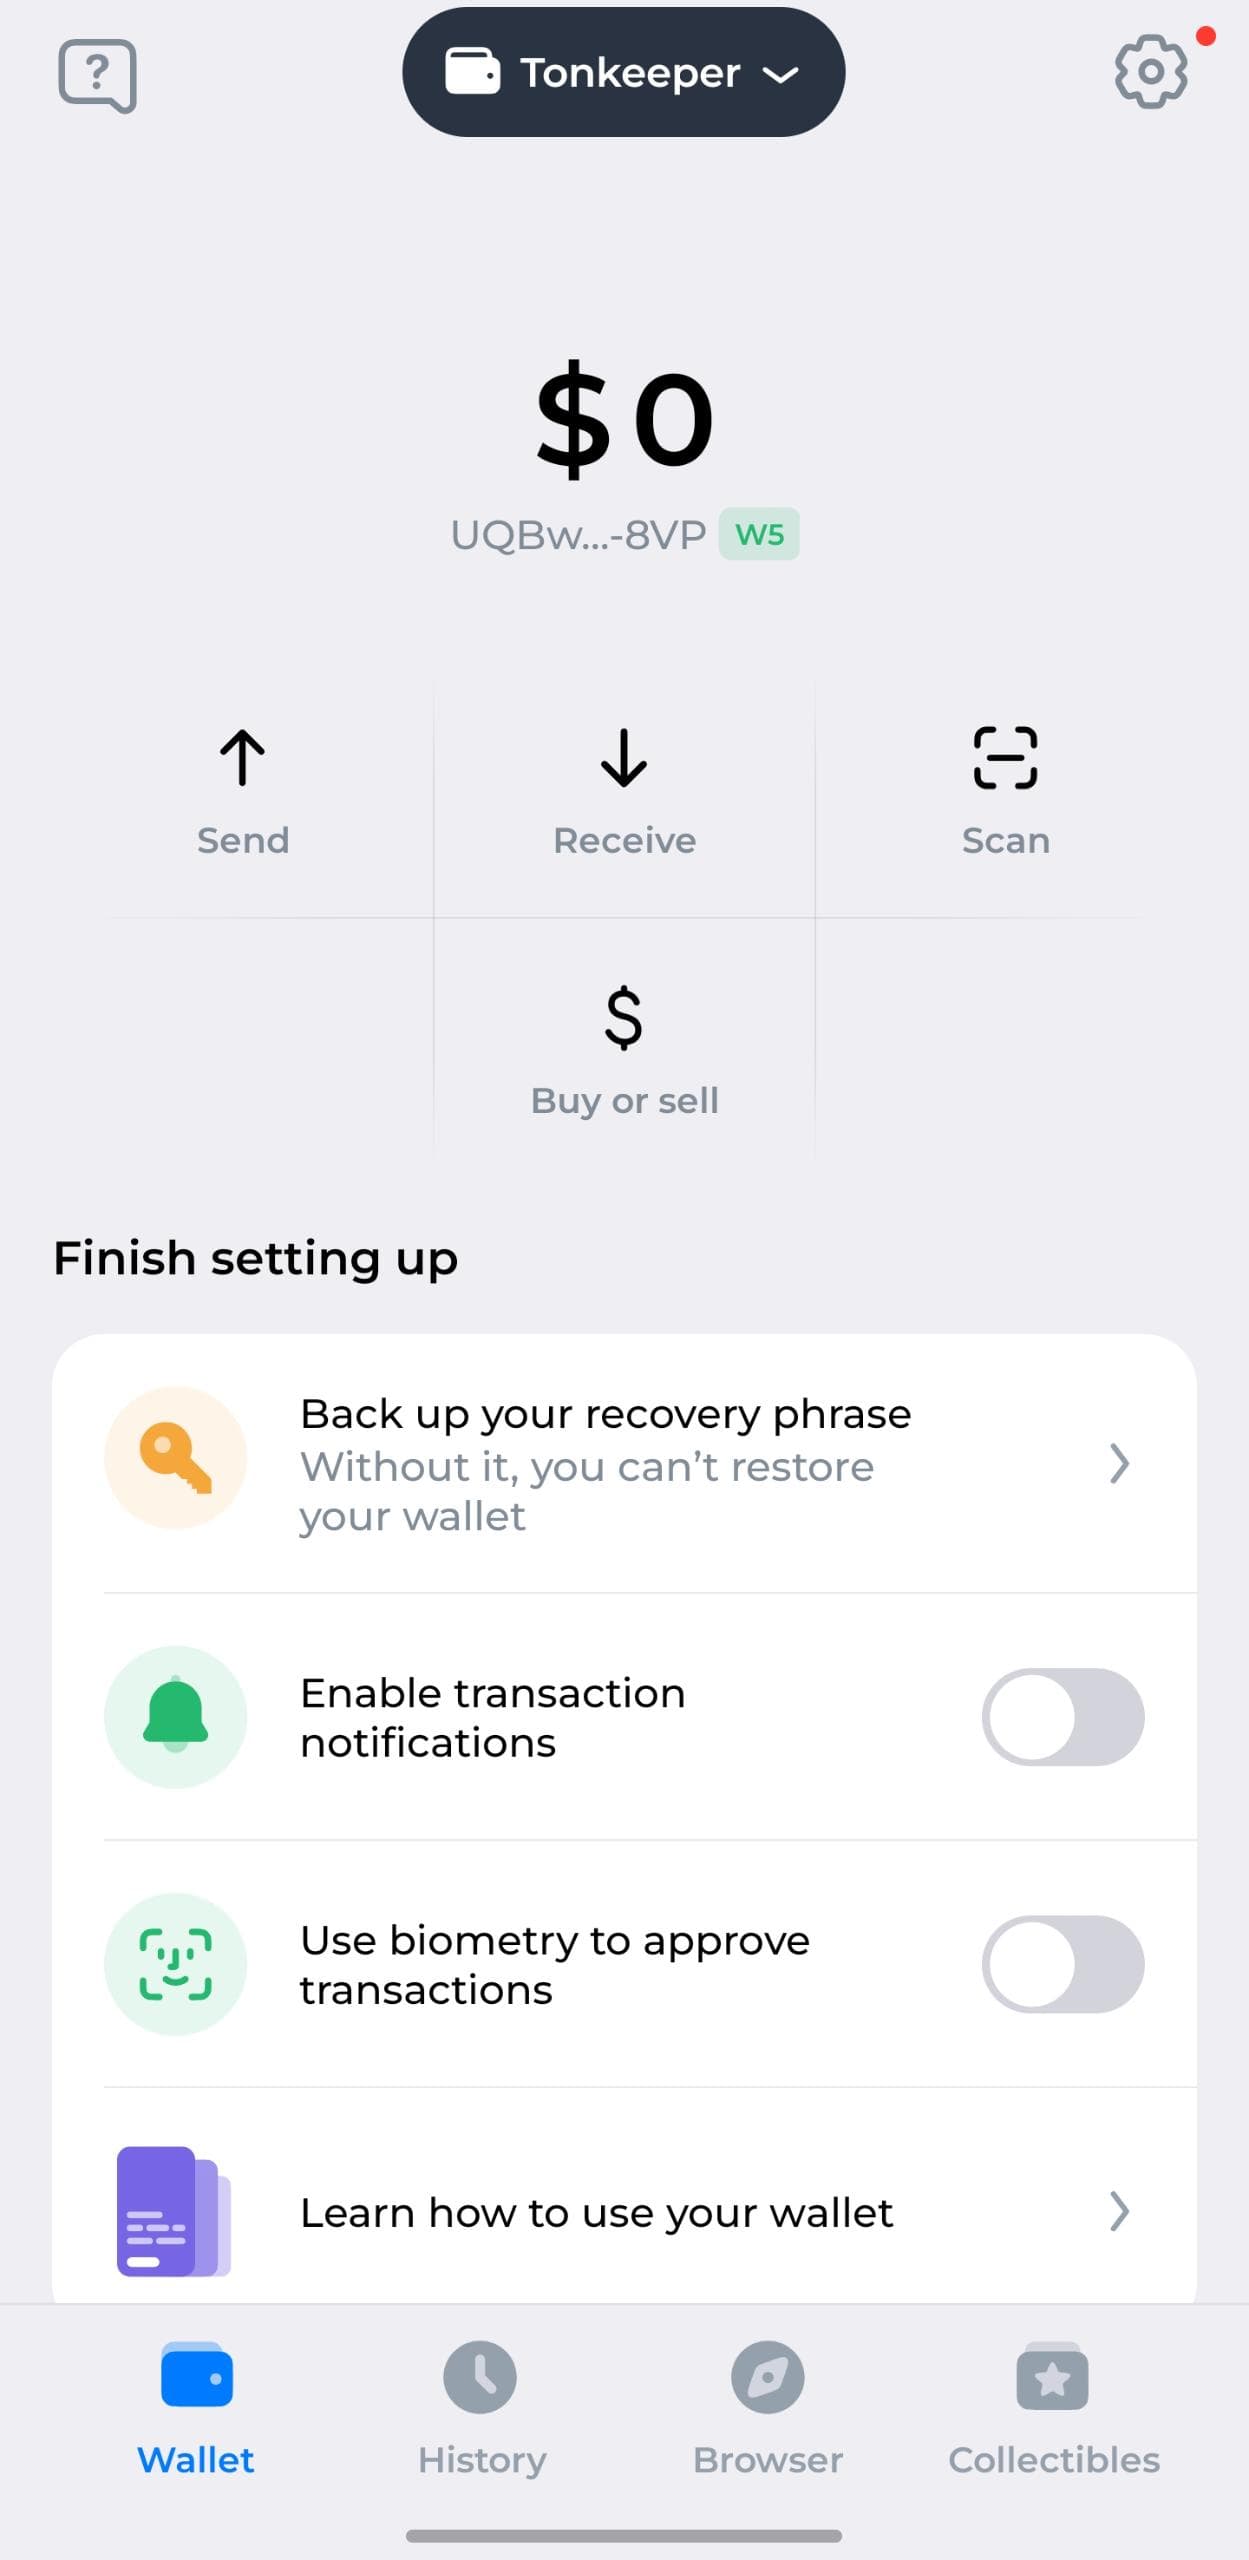 Tonkeeper
$0
UQBw...-8VP W5
Send
Receive
Scan
Buy or sell
Finish setting up
Back up your recovery phrase
Without it, you can’t restore
your wallet
Enable transaction
notifications
Use biometry to approve
transactions
Learn how to use your wallet
Wallet
History
Browser
Collectibles